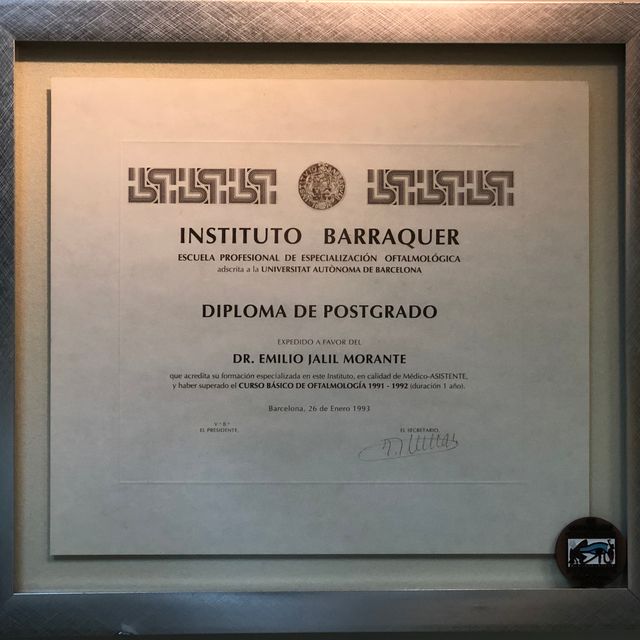 INSTITUTO BARRAQUER
ESCUELA PROFESIONAL DE ESPECIALIZACIÓN OFTALMOLÓGICA
adscrita a la UNIVERSITAT AUTÒNOMA DE BARCELONA
DIPLOMA DE POSTGRADO
EXPEDIDO A FAVOR DEL
DR. EMILIO JALIL MORANTE
que acredita su formación especializada en este Instituto, en calidad de Médico-ASISTENTE,
y haber superado el CURSO BÁSICO DE OFTALMOLOGÍA 1991 - 1992 (duración 1 año).
Barcelona, 26 de Enero 1993
V.º B.º
EL PRESIDENTE,
EL SECRETARIO,